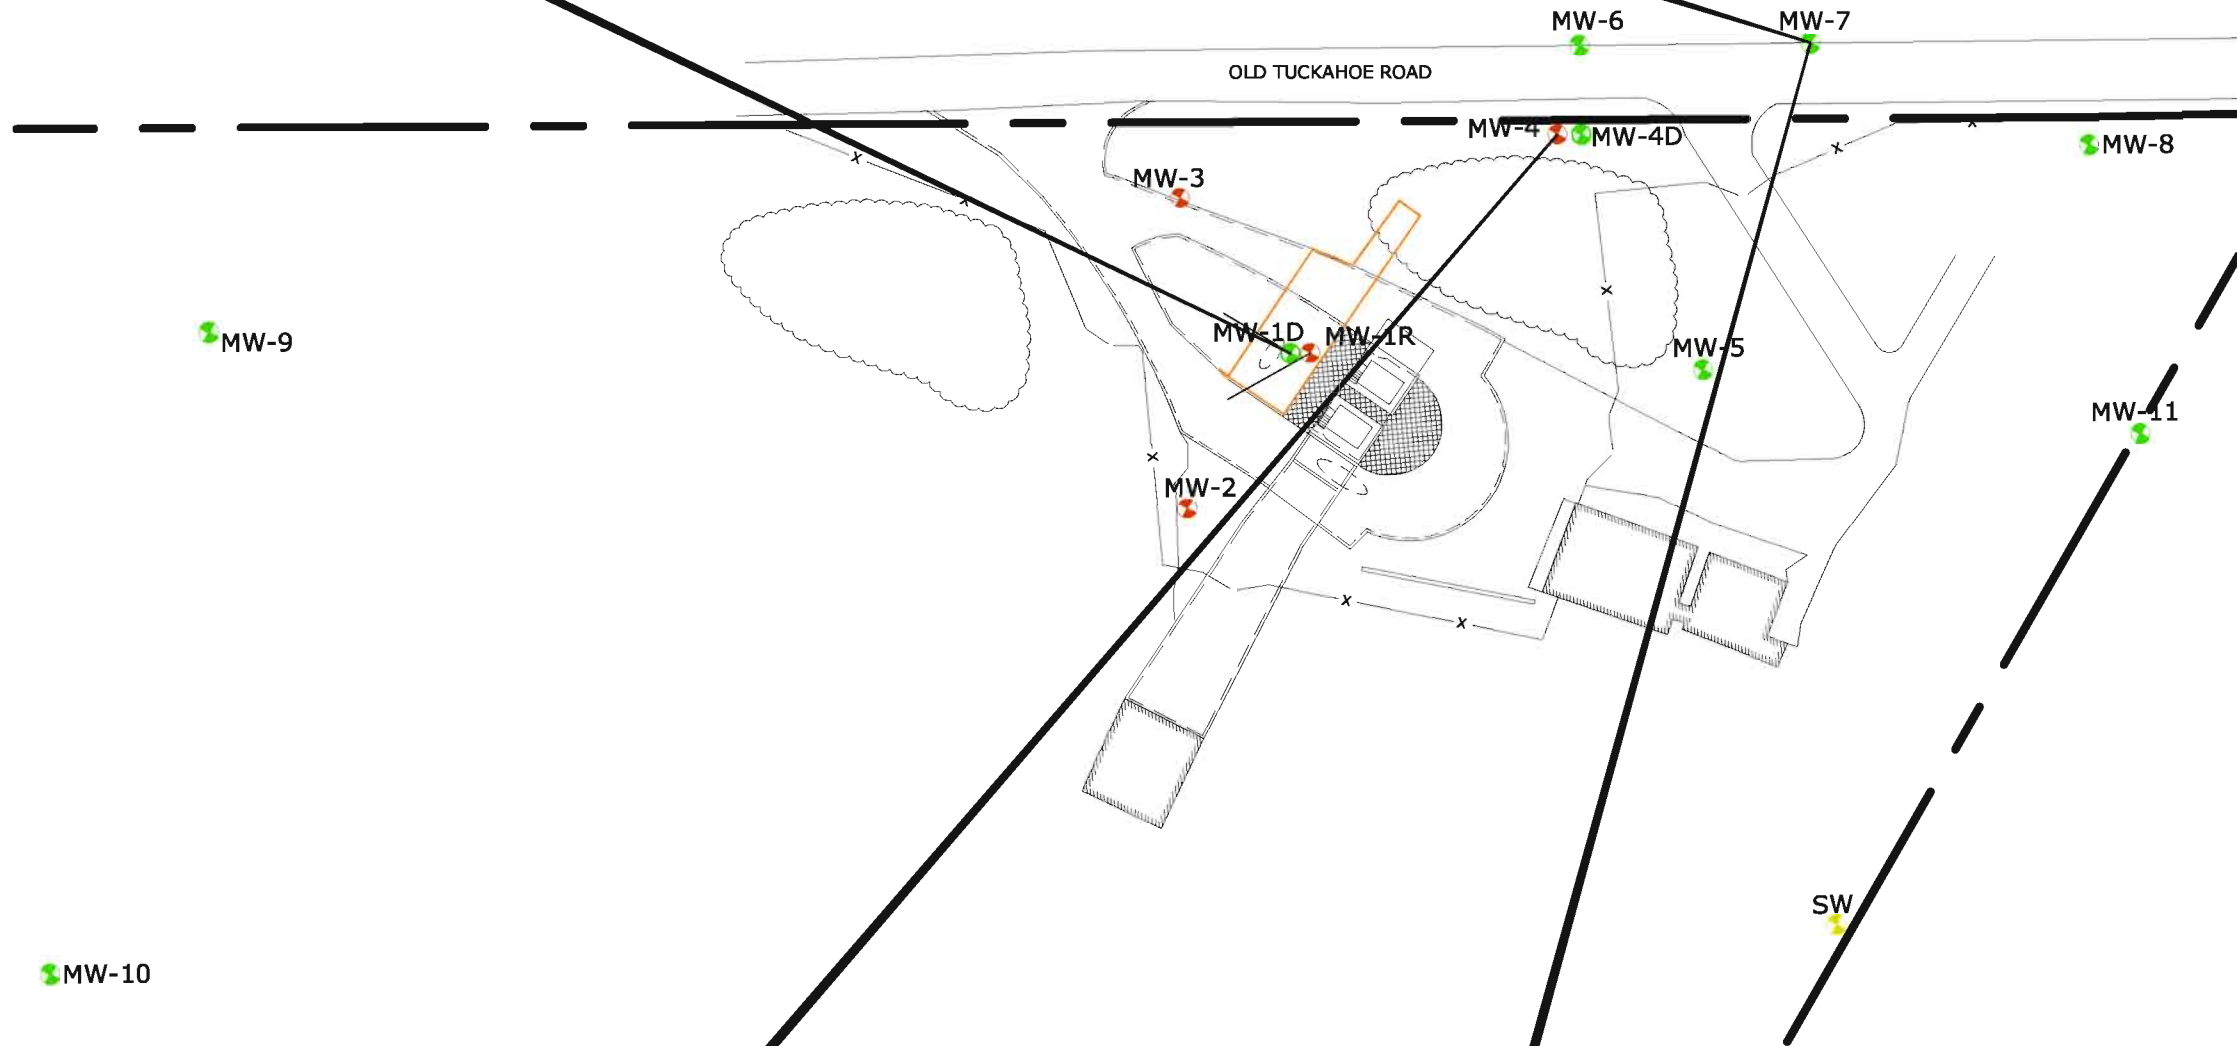 MW-6
MW-7
OLD TUCKAHOE ROAD
MW-4
MW-4D
MW-8
x
x
x
MW-3
x
x
MW-9
MW-1D
MW-1R
MW-5
MW-11
x
MW-2
x
x
SW
MW-10